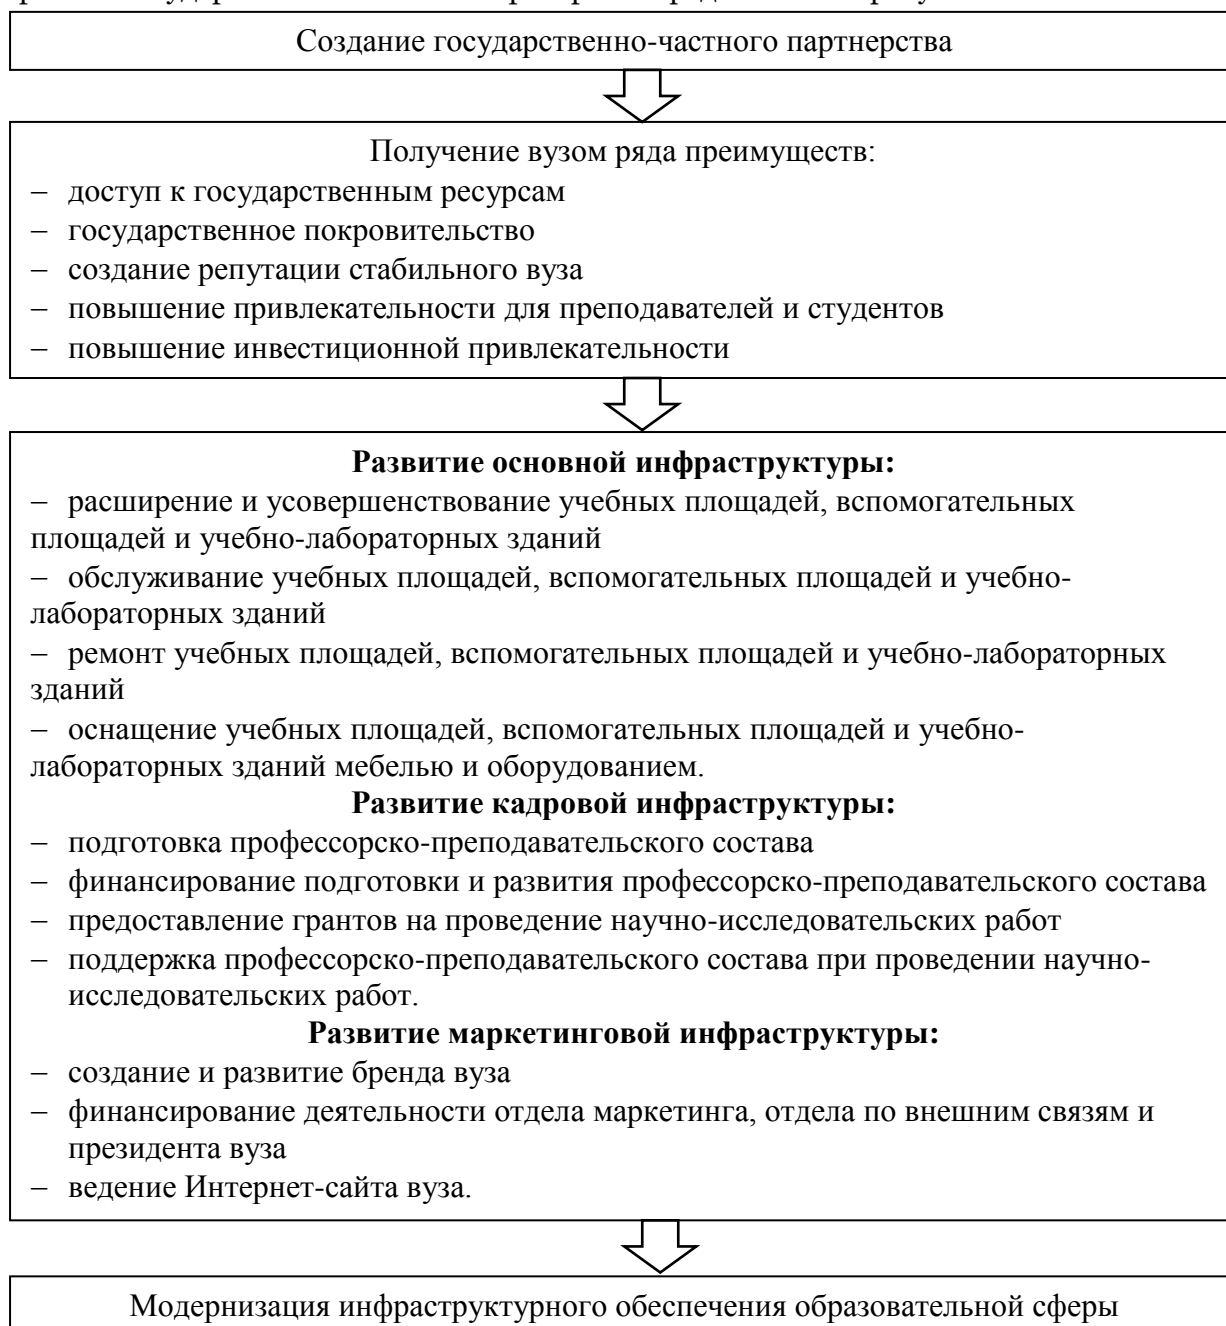 Создание государственно-частного партнерства
Получение вузом ряда преимуществ:
– доступ к государственным ресурсам
– государственное покровительство
– создание репутации стабильного вуза
– повышение привлекательности для преподавателей и студентов
– повышение инвестиционной привлекательности
Развитие основной инфраструктуры:
– расширение и усовершенствование учебных площадей, вспомогательных
площадей и учебно-лабораторных зданий
– обслуживание учебных площадей, вспомогательных площадей и учебно-
лабораторных зданий
– ремонт учебных площадей, вспомогательных площадей и учебно-лабораторных
зданий
– оснащение учебных площадей, вспомогательных площадей и учебно-
лабораторных зданий мебелью и оборудованием.
Развитие кадровой инфраструктуры:
– подготовка профессорско-преподавательского состава
– финансирование подготовки и развития профессорско-преподавательского состава
– предоставление грантов на проведение научно-исследовательских работ
– поддержка профессорско-преподавательского состава при проведении научно-
исследовательских работ.
Развитие маркетинговой инфраструктуры:
– создание и развитие бренда вуза
– финансирование деятельности отдела маркетинга, отдела по внешним связям и
президента вуза
– ведение Интернет-сайта вуза.
Модернизация инфраструктурного обеспечения образовательной сферы